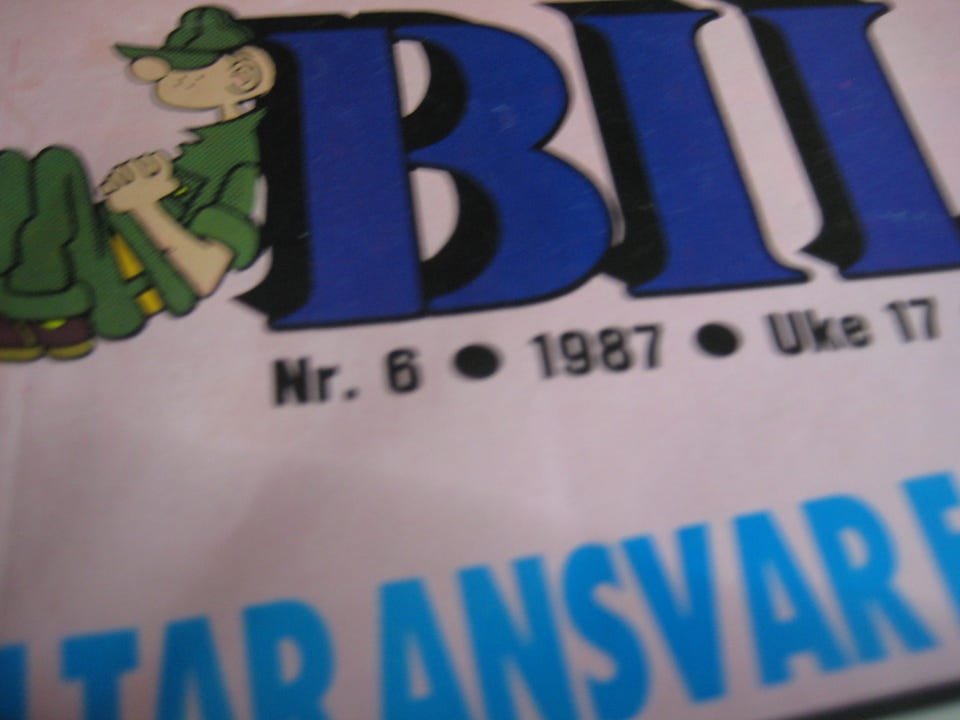 BIL
Nr. 6 • 1987 • Uke 17
TAR ANSVAR